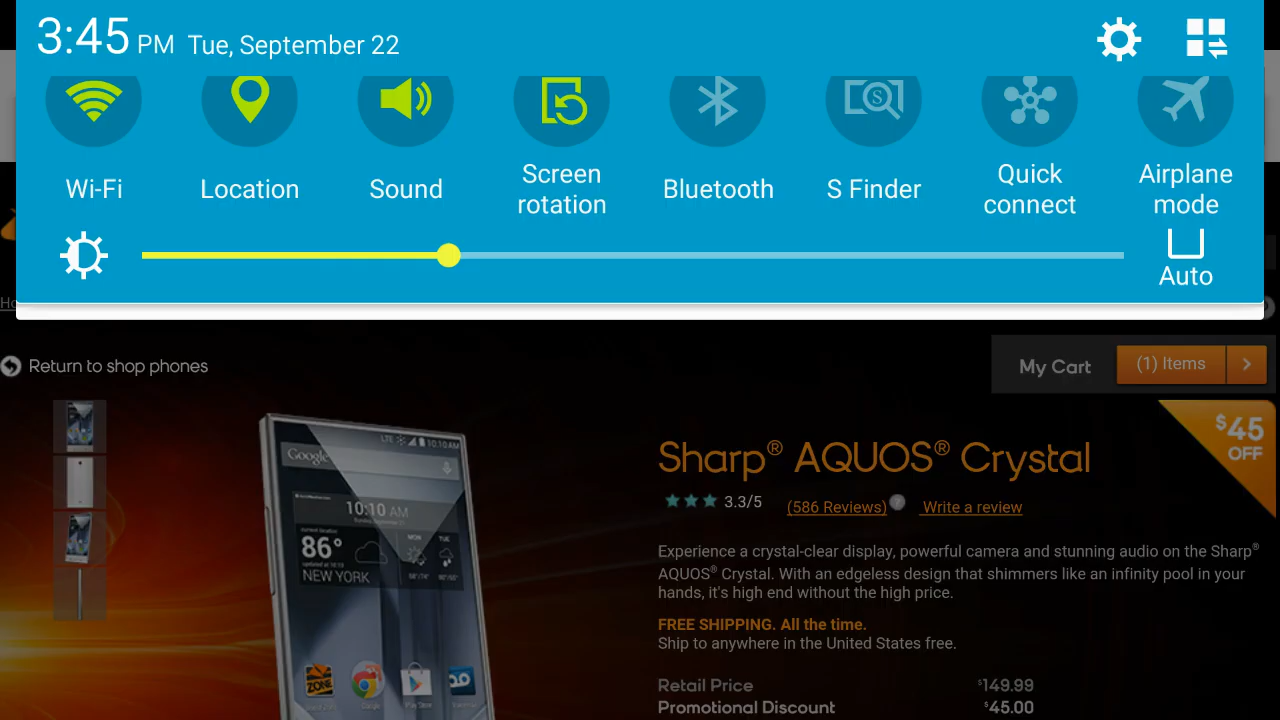 3:45 PM Tue, September 22
Wi-Fi
Location
Sound
Screen rotation
Bluetooth
S Finder
Quick connect
Airplane mode
Auto
Return to shop phones
My Cart
(1) Items
$45
OFF
Sharp® AQUOS® Crystal
3.3/5
(586 Reviews)
?
Write a review
LTE 10:10AM
Google
10:10 AM
86°
NEW YORK
MON
TUE
Experience a crystal-clear display, powerful camera and stunning audio on the Sharp®
AQUOS® Crystal. With an edgeless design that shimmers like an infinity pool in your
hands, it's high end without the high price.
FREE SHIPPING. All the time.
Ship to anywhere in the United States free.
Retail Price $149.99
Promotional Discount $45.00